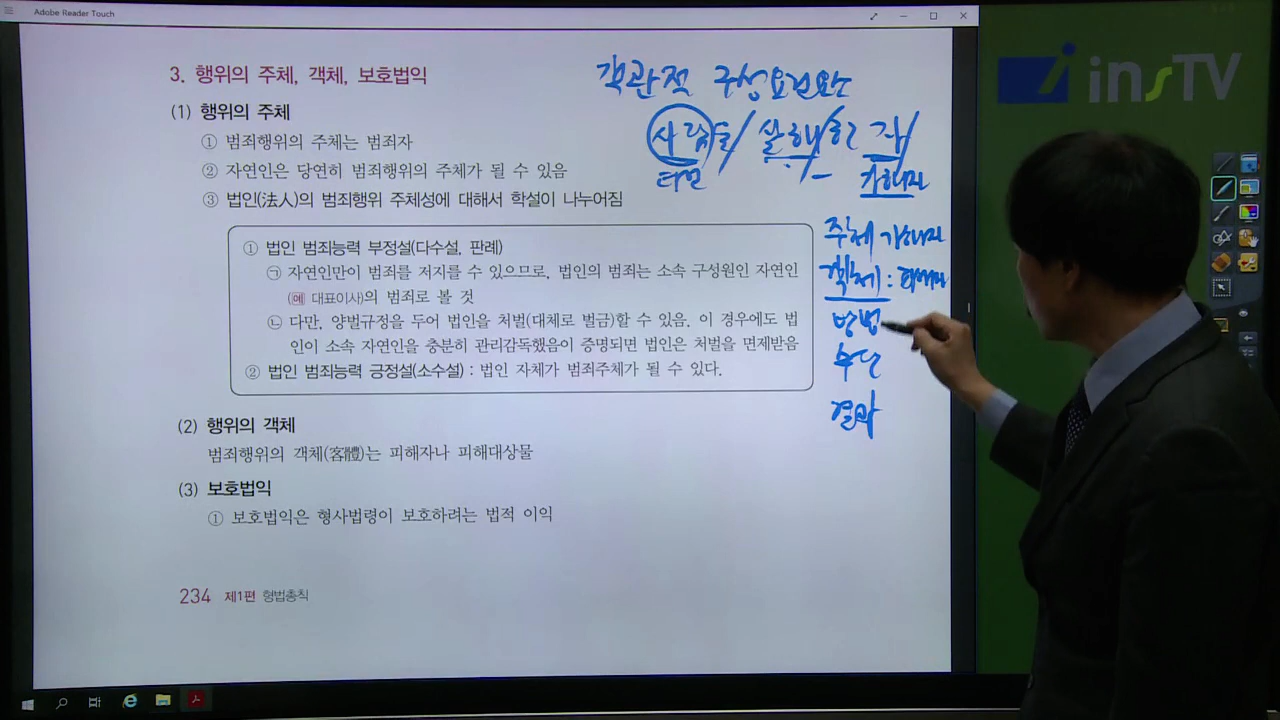 Adobe Reader Touch
3. 행위의 주체, 객체, 보호법익
(1) 행위의 주체
① 범죄행위의 주체는 범죄자
② 자연인은 당연히 범죄행위의 주체가 될 수 있음
③ 법인(法人)의 범죄행위 주체성에 대해서 학설이 나누어짐
① 법인 범죄능력 부정설(다수설, 판례)
㉠ 자연인만이 범죄를 저지를 수 있으므로, 법인의 범죄는 소속 구성원인 자연인
(예 대표이사)의 범죄로 볼 것
㉡ 다만, 양벌규정을 두어 법인을 처벌(대체로 벌금)할 수 있음. 이 경우에도 법
인이 소속 자연인을 충분히 관리감독했음이 증명되면 법인은 처벌을 면제받음
② 법인 범죄능력 긍정설(소수설) : 법인 자체가 범죄주체가 될 수 있다.
(2) 행위의 객체
범죄행위의 객체(客體)는 피해자나 피해대상물
(3) 보호법익
① 보호법익은 형사법령이 보호하려는 법적 이익
234 제1편 형법총칙
객관적 구성요건요소
사람을/ 살해/한 자/
타인 가해자
주체 가해자
객체 : 피해자
방법
수단
결과
insTV